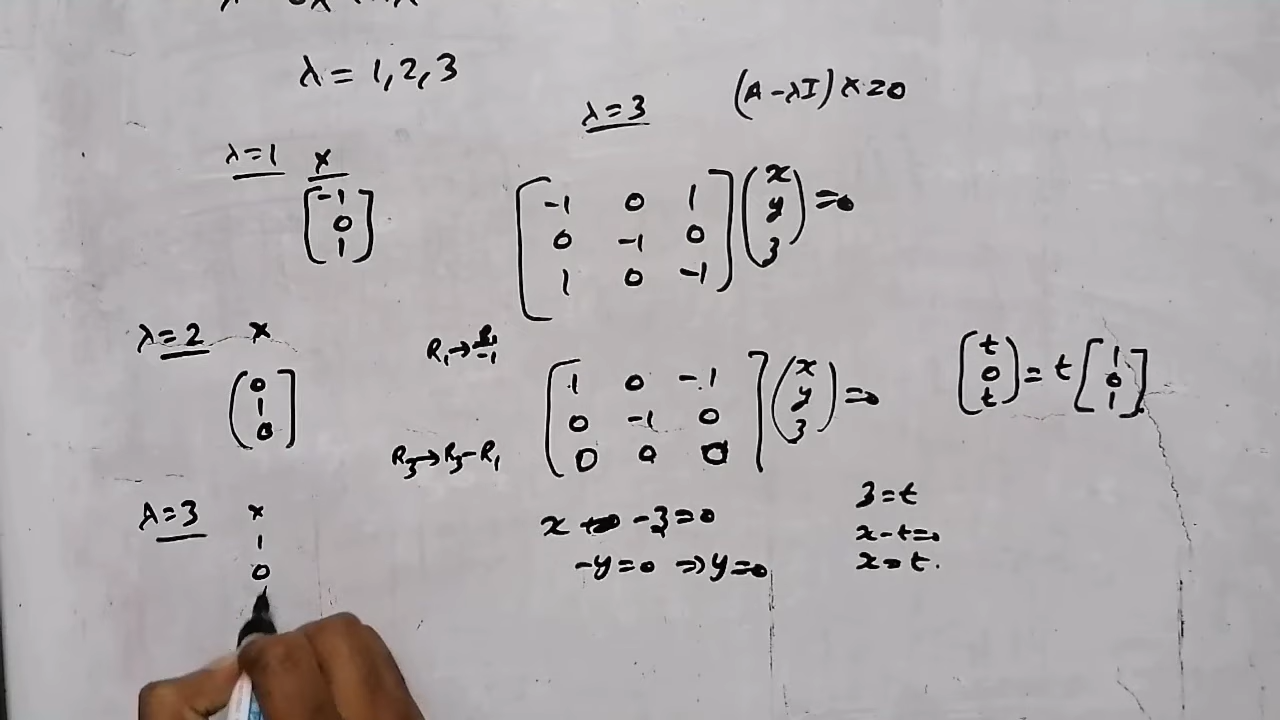 λ = 1, 2, 3
λ = 3 (A - λI) x = 0
λ = 1 x
[-1
0
1]
[-1 0 1
0 -1 0
1 0 -1] (x
y
z) = 0
λ = 2 x
(0
1
0]
R₁ → R₁/-1
R₃ → R₃ - R₁
[1 0 -1
0 -1 0
0 0 0] (x
y
z) = 0
[t
0
t) = t [1
0
1]
λ = 3 x
1
0
x - z = 0
-y = 0 ⇒ y = 0
z = t
x - t = 0
x = t.